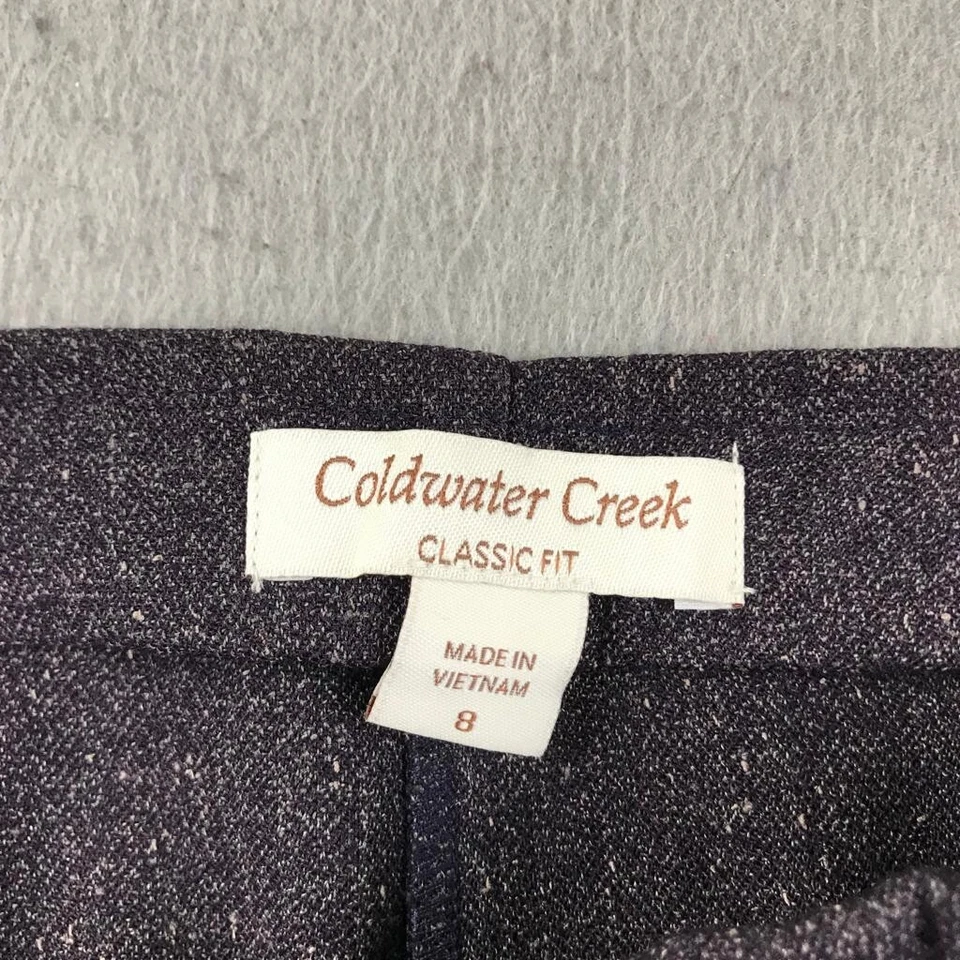 Coldwater Creek
CLASSIC FIT
MADE IN
VIETNAM
8